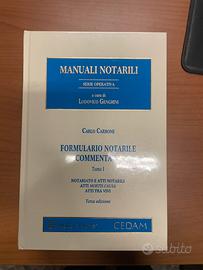 MANUALI NOTARILI
SERIE OPERATIVA
a cura di
LODOVICO GENGHINI
CARLO CARBONE
FORMULARIO NOTARILE
COMMENTA
Tomo I
NOTARIATO E ATTI NOTARILI
ATTI MORTIS CAUSA
ATTI TRA VIVI
Terza edizione
CEDAM
subito